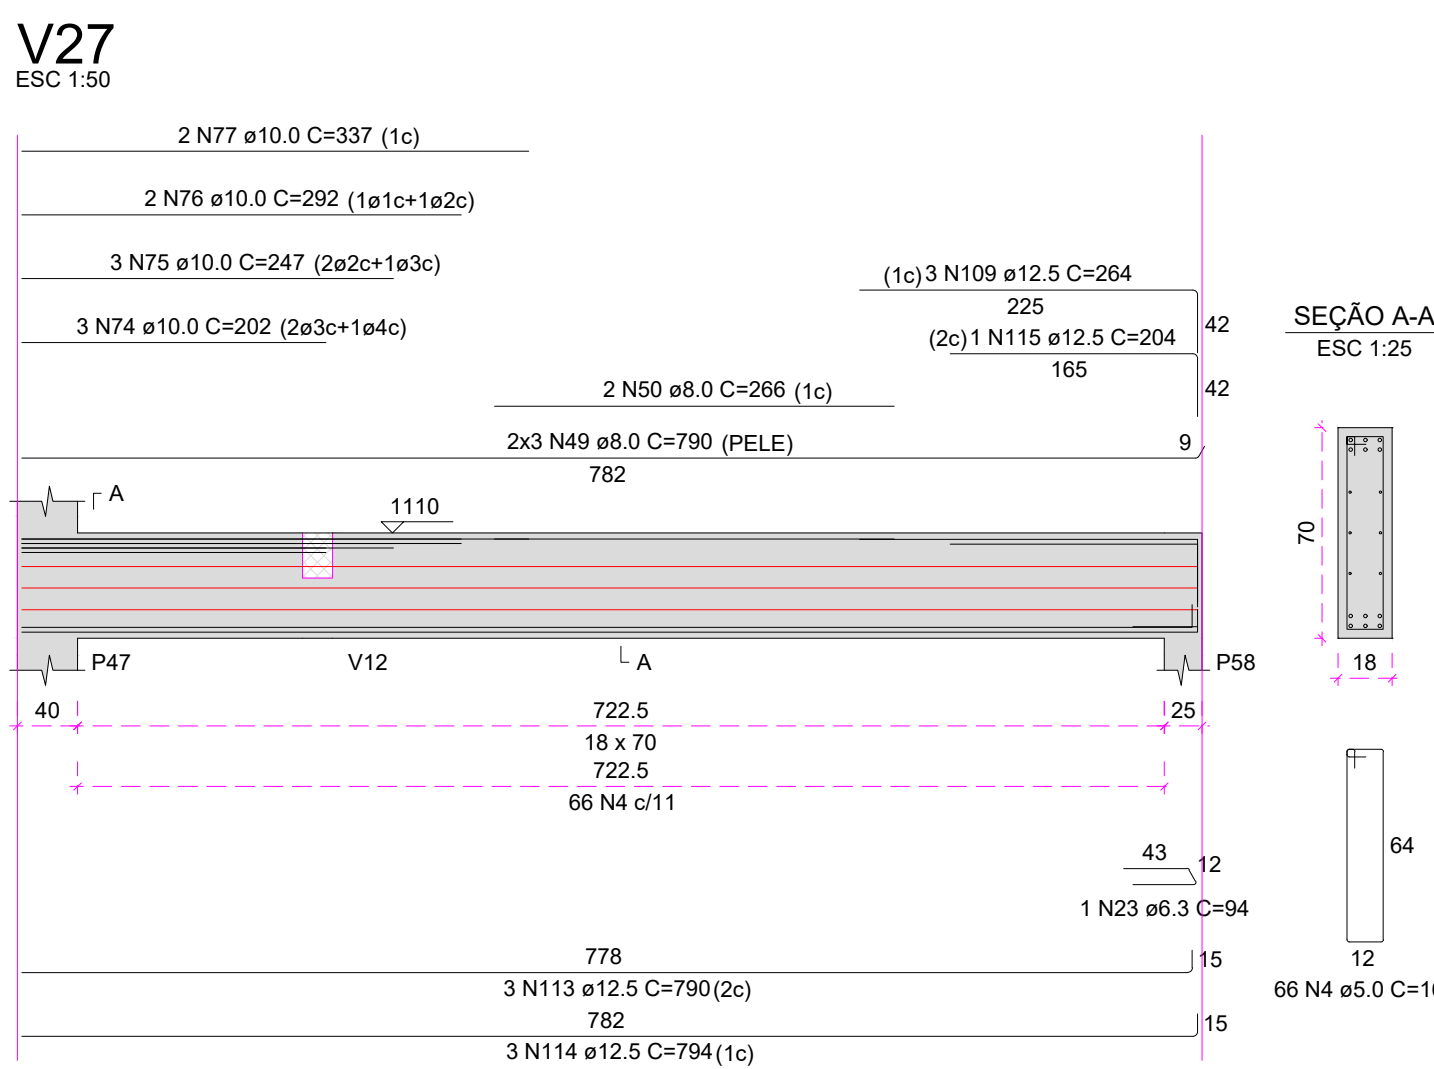 V27
ESC 1:50
2 N77 ø10.0 C=337 (1c)
2 N76 ø10.0 C=292 (1ø1c+1ø2c)
3 N75 ø10.0 C=247 (2ø2c+1ø3c)
3 N74 ø10.0 C=202 (2ø3c+1ø4c)
(1c) 3 N109 ø12.5 C=264
225
42
(2c) 1 N115 ø12.5 C=204
165
42
2 N50 ø8.0 C=266 (1c)
2x3 N49 ø8.0 C=790 (PELE)
9
782
A
1110
P47
V12
A
P58
40
722.5
25
18 x 70
722.5
66 N4 c/11
43
12
1 N23 ø6.3 C=94
778
15
3 N113 ø12.5 C=790 (2c)
782
15
3 N114 ø12.5 C=794 (1c)
SEÇÃO A-A
ESC 1:25
70
18
64
12
66 N4 ø5.0